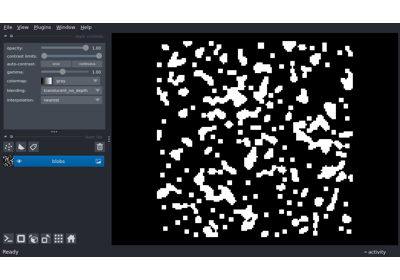 File View Plugins Window Help
opacity: 1.00
contrast limits:
auto-contrast: once continuous
gamma: 1.00
colormap: gray
blending: translucent_no_depth
interpolation: nearest
blobs
Ready
activity